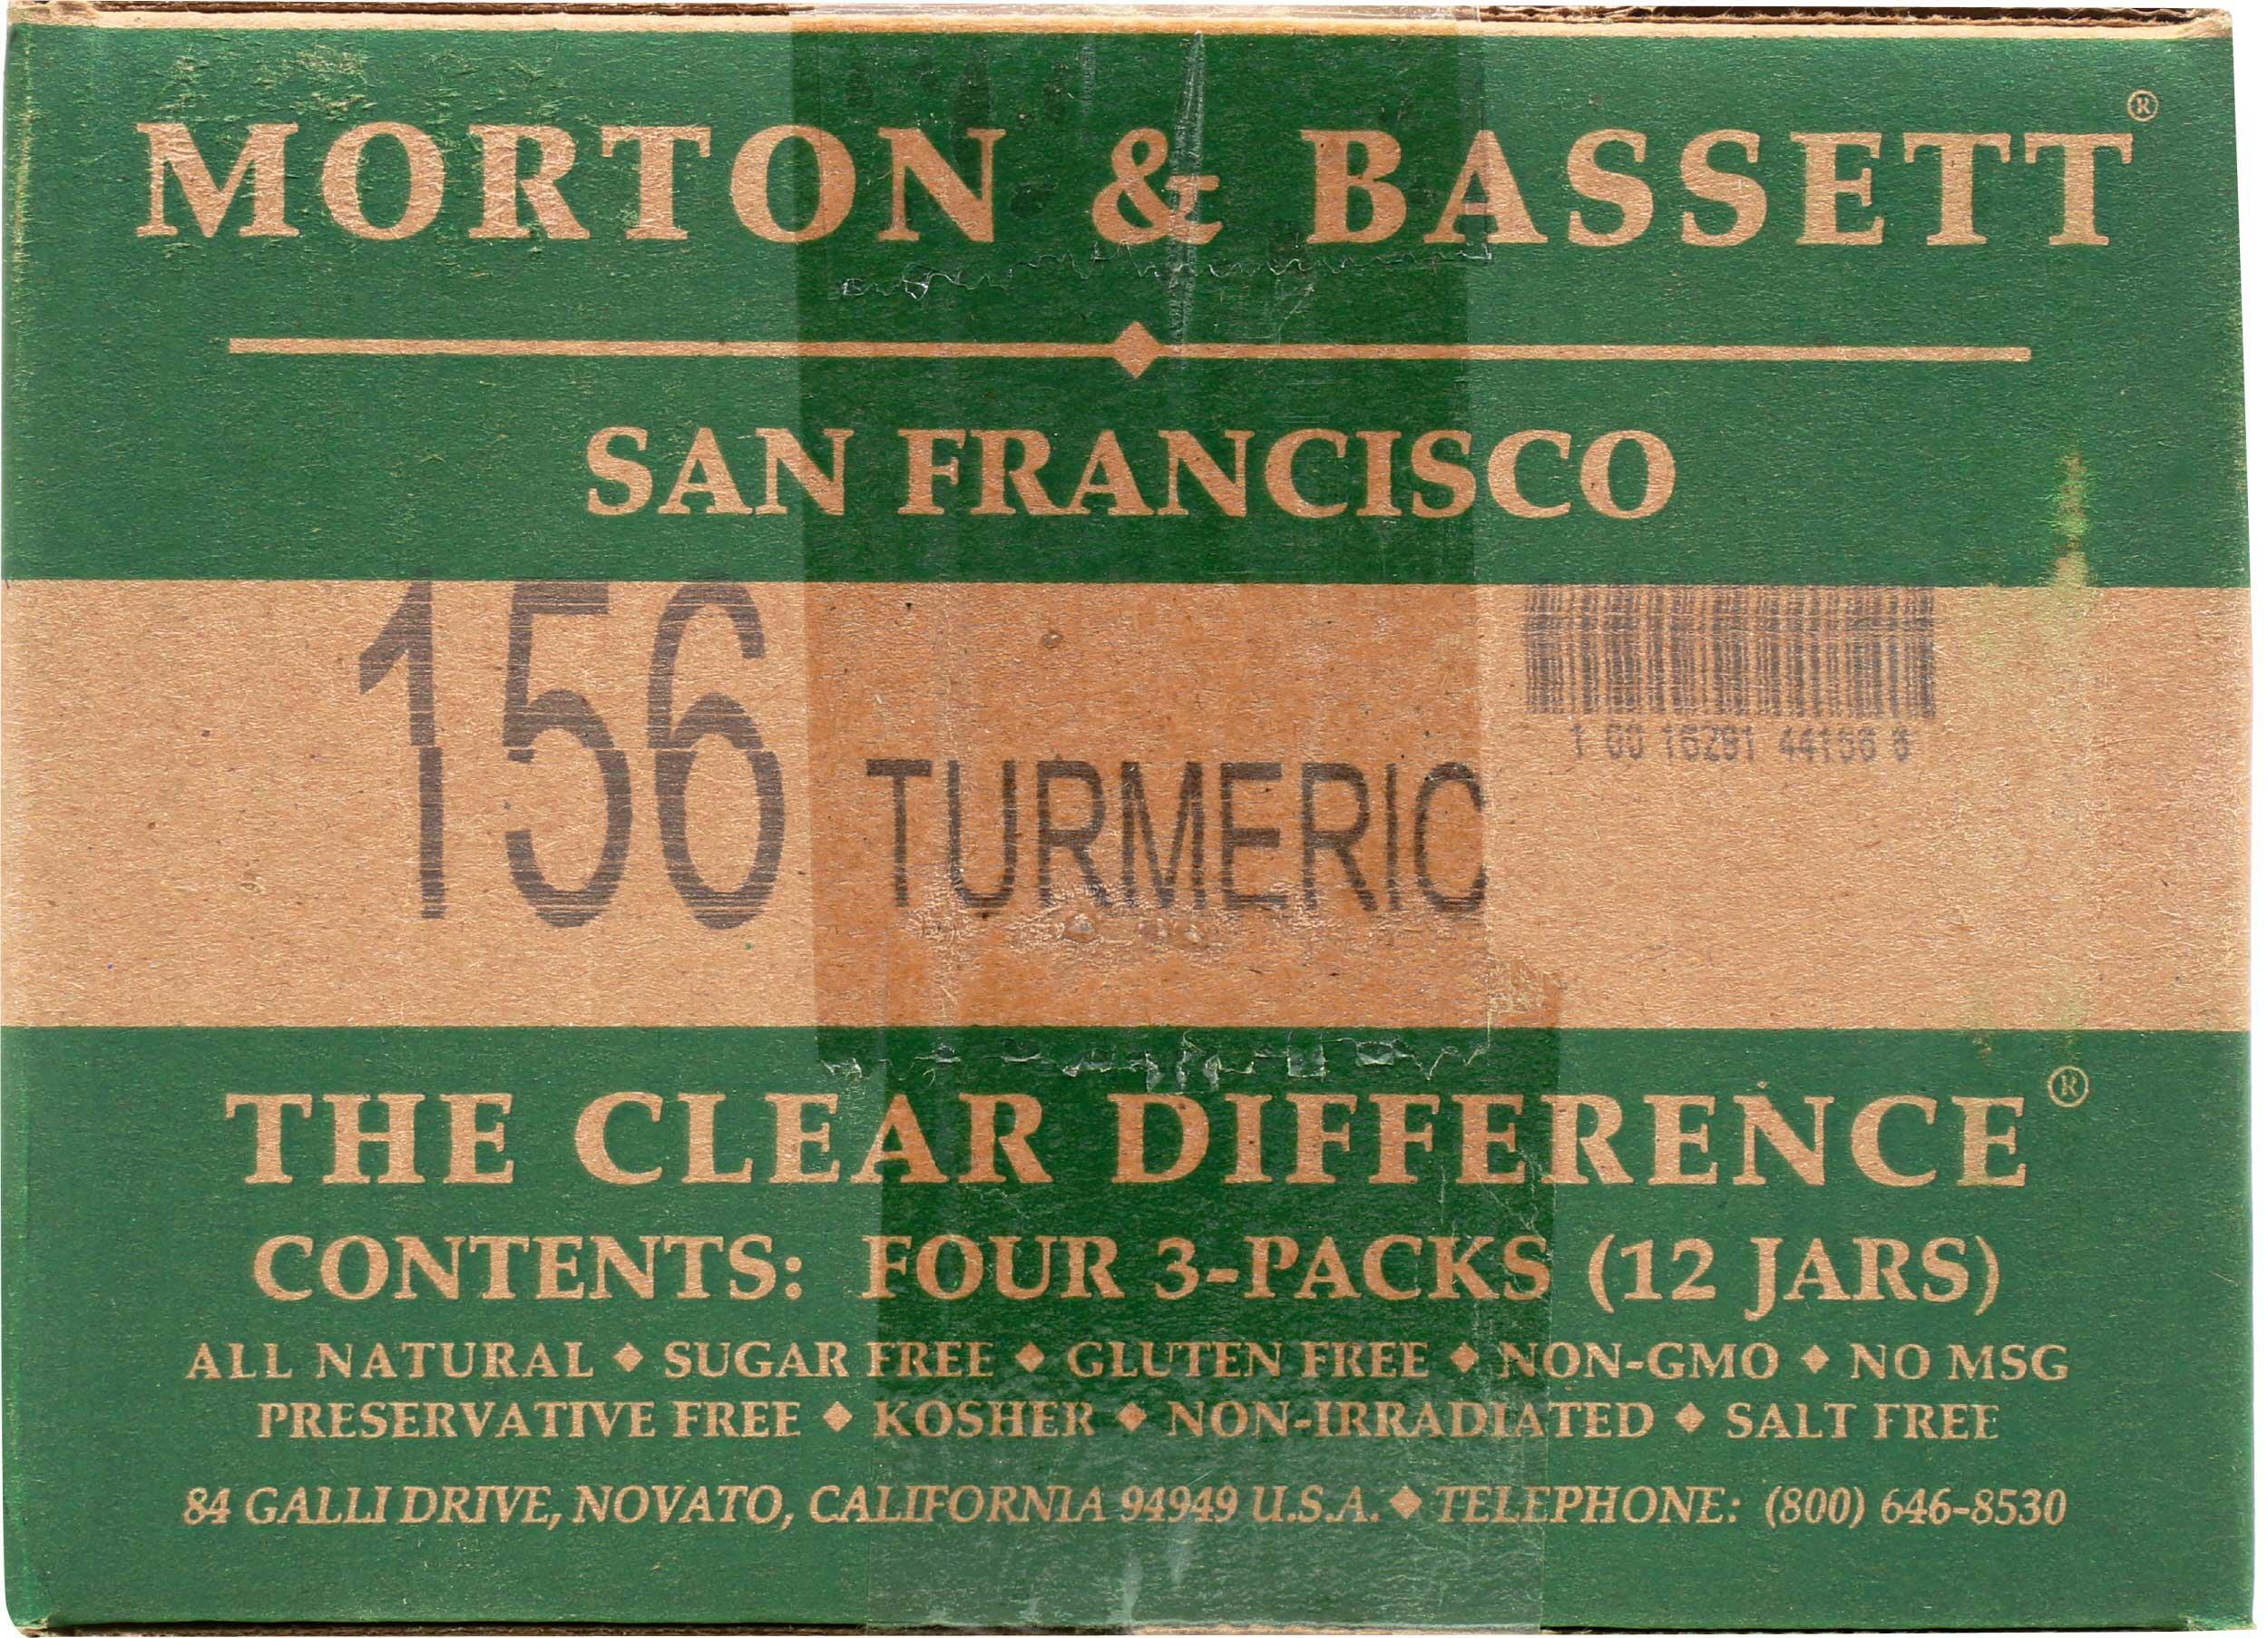 MORTON & BASSETT®
SAN FRANCISCO
156 TURMERIC
THE CLEAR DIFFERENCE®
CONTENTS: FOUR 3-PACKS (12 JARS)
ALL NATURAL ◆ SUGAR FREE ◆ GLUTEN FREE ◆ NON-GMO ◆ NO MSG
PRESERVATIVE FREE ◆ KOSHER ◆ NON-IRRADIATED ◆ SALT FREE
84 GALLI DRIVE, NOVATO, CALIFORNIA 94949 U.S.A. ◆ TELEPHONE: (800) 646-8530